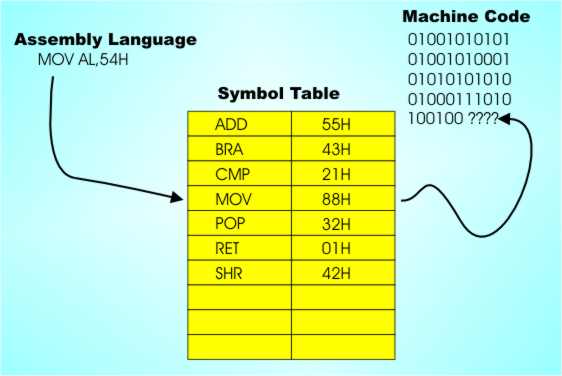 Assembly Language
MOV AL,54H
Machine Code
01001010101
01001010001
01010101010
01000111010
100100 ????
Symbol Table
ADD 55H
BRA 43H
CMP 21H
MOV 88H
POP 32H
RET 01H
SHR 42H